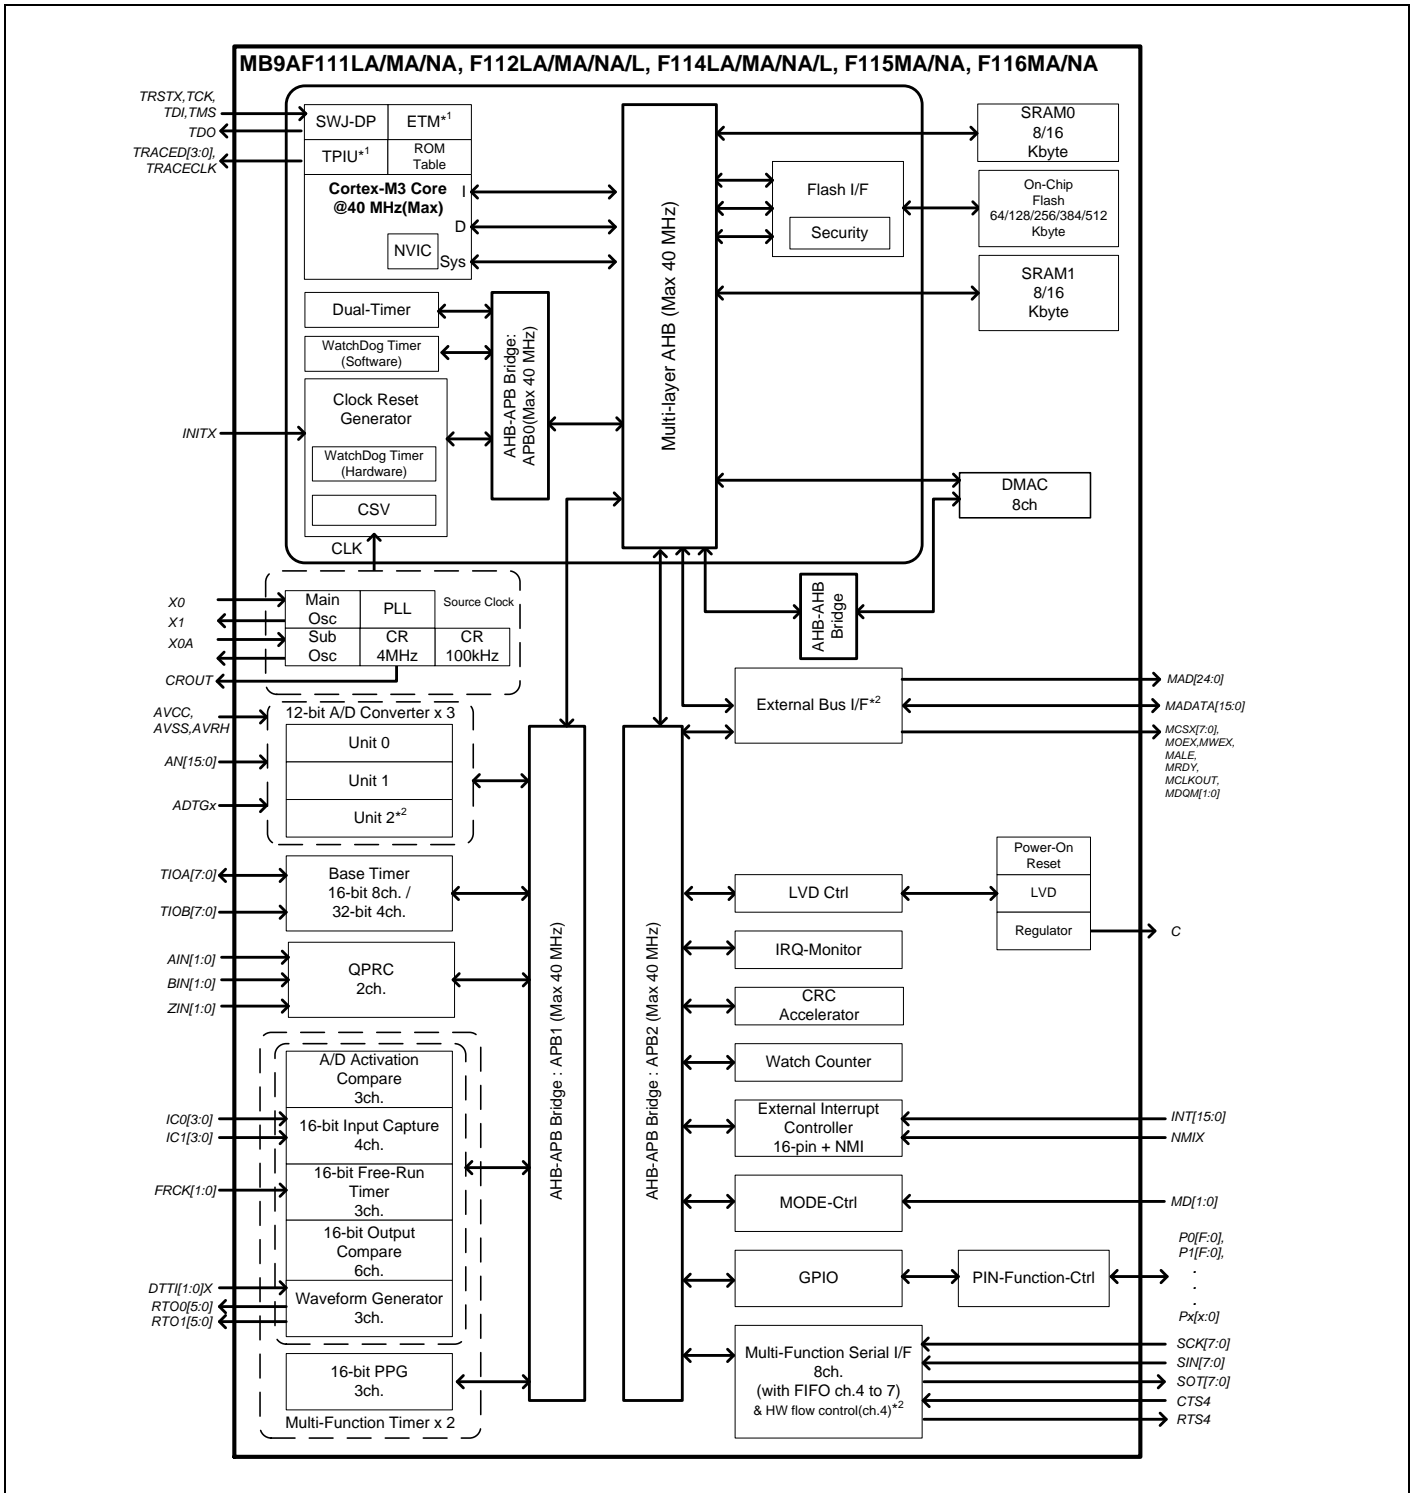 MB9AF111LA/MA/NA, F112LA/MA/NA/L, F114LA/MA/NA/L, F115MA/NA, F116MA/NA
TRSTX,TCK,
TDI,TMS
TDO
TRACED[3:0],
TRACECLK
SWJ-DP
ETM*1
TPIU*1
ROM
Table
Cortex-M3 Core
@40 MHz(Max)
I
D
Sys
NVIC
Dual-Timer
WatchDog Timer
(Software)
Clock Reset
Generator
WatchDog Timer
(Hardware)
CSV
CLK
INITX
AHB-APB Bridge:
APB0(Max 40 MHz)
Multi-layer AHB (Max 40 MHz)
Flash I/F
Security
SRAM0
8/16
Kbyte
On-Chip
Flash
64/128/256/384/512
Kbyte
SRAM1
8/16
Kbyte
DMAC
8ch
AHB-AHB
Bridge
X0
X1
X0A
CROUT
Main
Osc
PLL
Source Clock
Sub
Osc
CR
4MHz
CR
100kHz
AVCC,
AVSS,AVRH
AN[15:0]
ADTGx
12-bit A/D Converter x 3
Unit 0
Unit 1
Unit 2*2
TIOA[7:0]
TIOB[7:0]
Base Timer
16-bit 8ch. /
32-bit 4ch.
AIN[1:0]
BIN[1:0]
ZIN[1:0]
QPRC
2ch.
A/D Activation
Compare
3ch.
IC0[3:0]
IC1[3:0]
16-bit Input Capture
4ch.
FRCK[1:0]
16-bit Free-Run
Timer
3ch.
16-bit Output
Compare
6ch.
DTTI[1:0]X
RTO0[5:0]
RTO1[5:0]
Waveform Generator
3ch.
16-bit PPG
3ch.
Multi-Function Timer x 2
AHB-APB Bridge : APB1 (Max 40 MHz)
AHB-APB Bridge : APB2 (Max 40 MHz)
External Bus I/F*2
MAD[24:0]
MADATA[15:0]
MCSX[7:0],
MOEX,MWEX,
MALE,
MRDY,
MCLKOUT,
MDQM[1:0]
Power-On
Reset
LVD Ctrl
LVD
Regulator
C
IRQ-Monitor
CRC
Accelerator
Watch Counter
External Interrupt
Controller
16-pin + NMI
INT[15:0]
NMIX
MODE-Ctrl
MD[1:0]
GPIO
PIN-Function-Ctrl
P0[F:0],
P1[F:0],
.
.
.
Px[x:0]
Multi-Function Serial I/F
8ch.
(with FIFO ch.4 to 7)
& HW flow control(ch.4)*2
SCK[7:0]
SIN[7:0]
SOT[7:0]
CTS4
RTS4